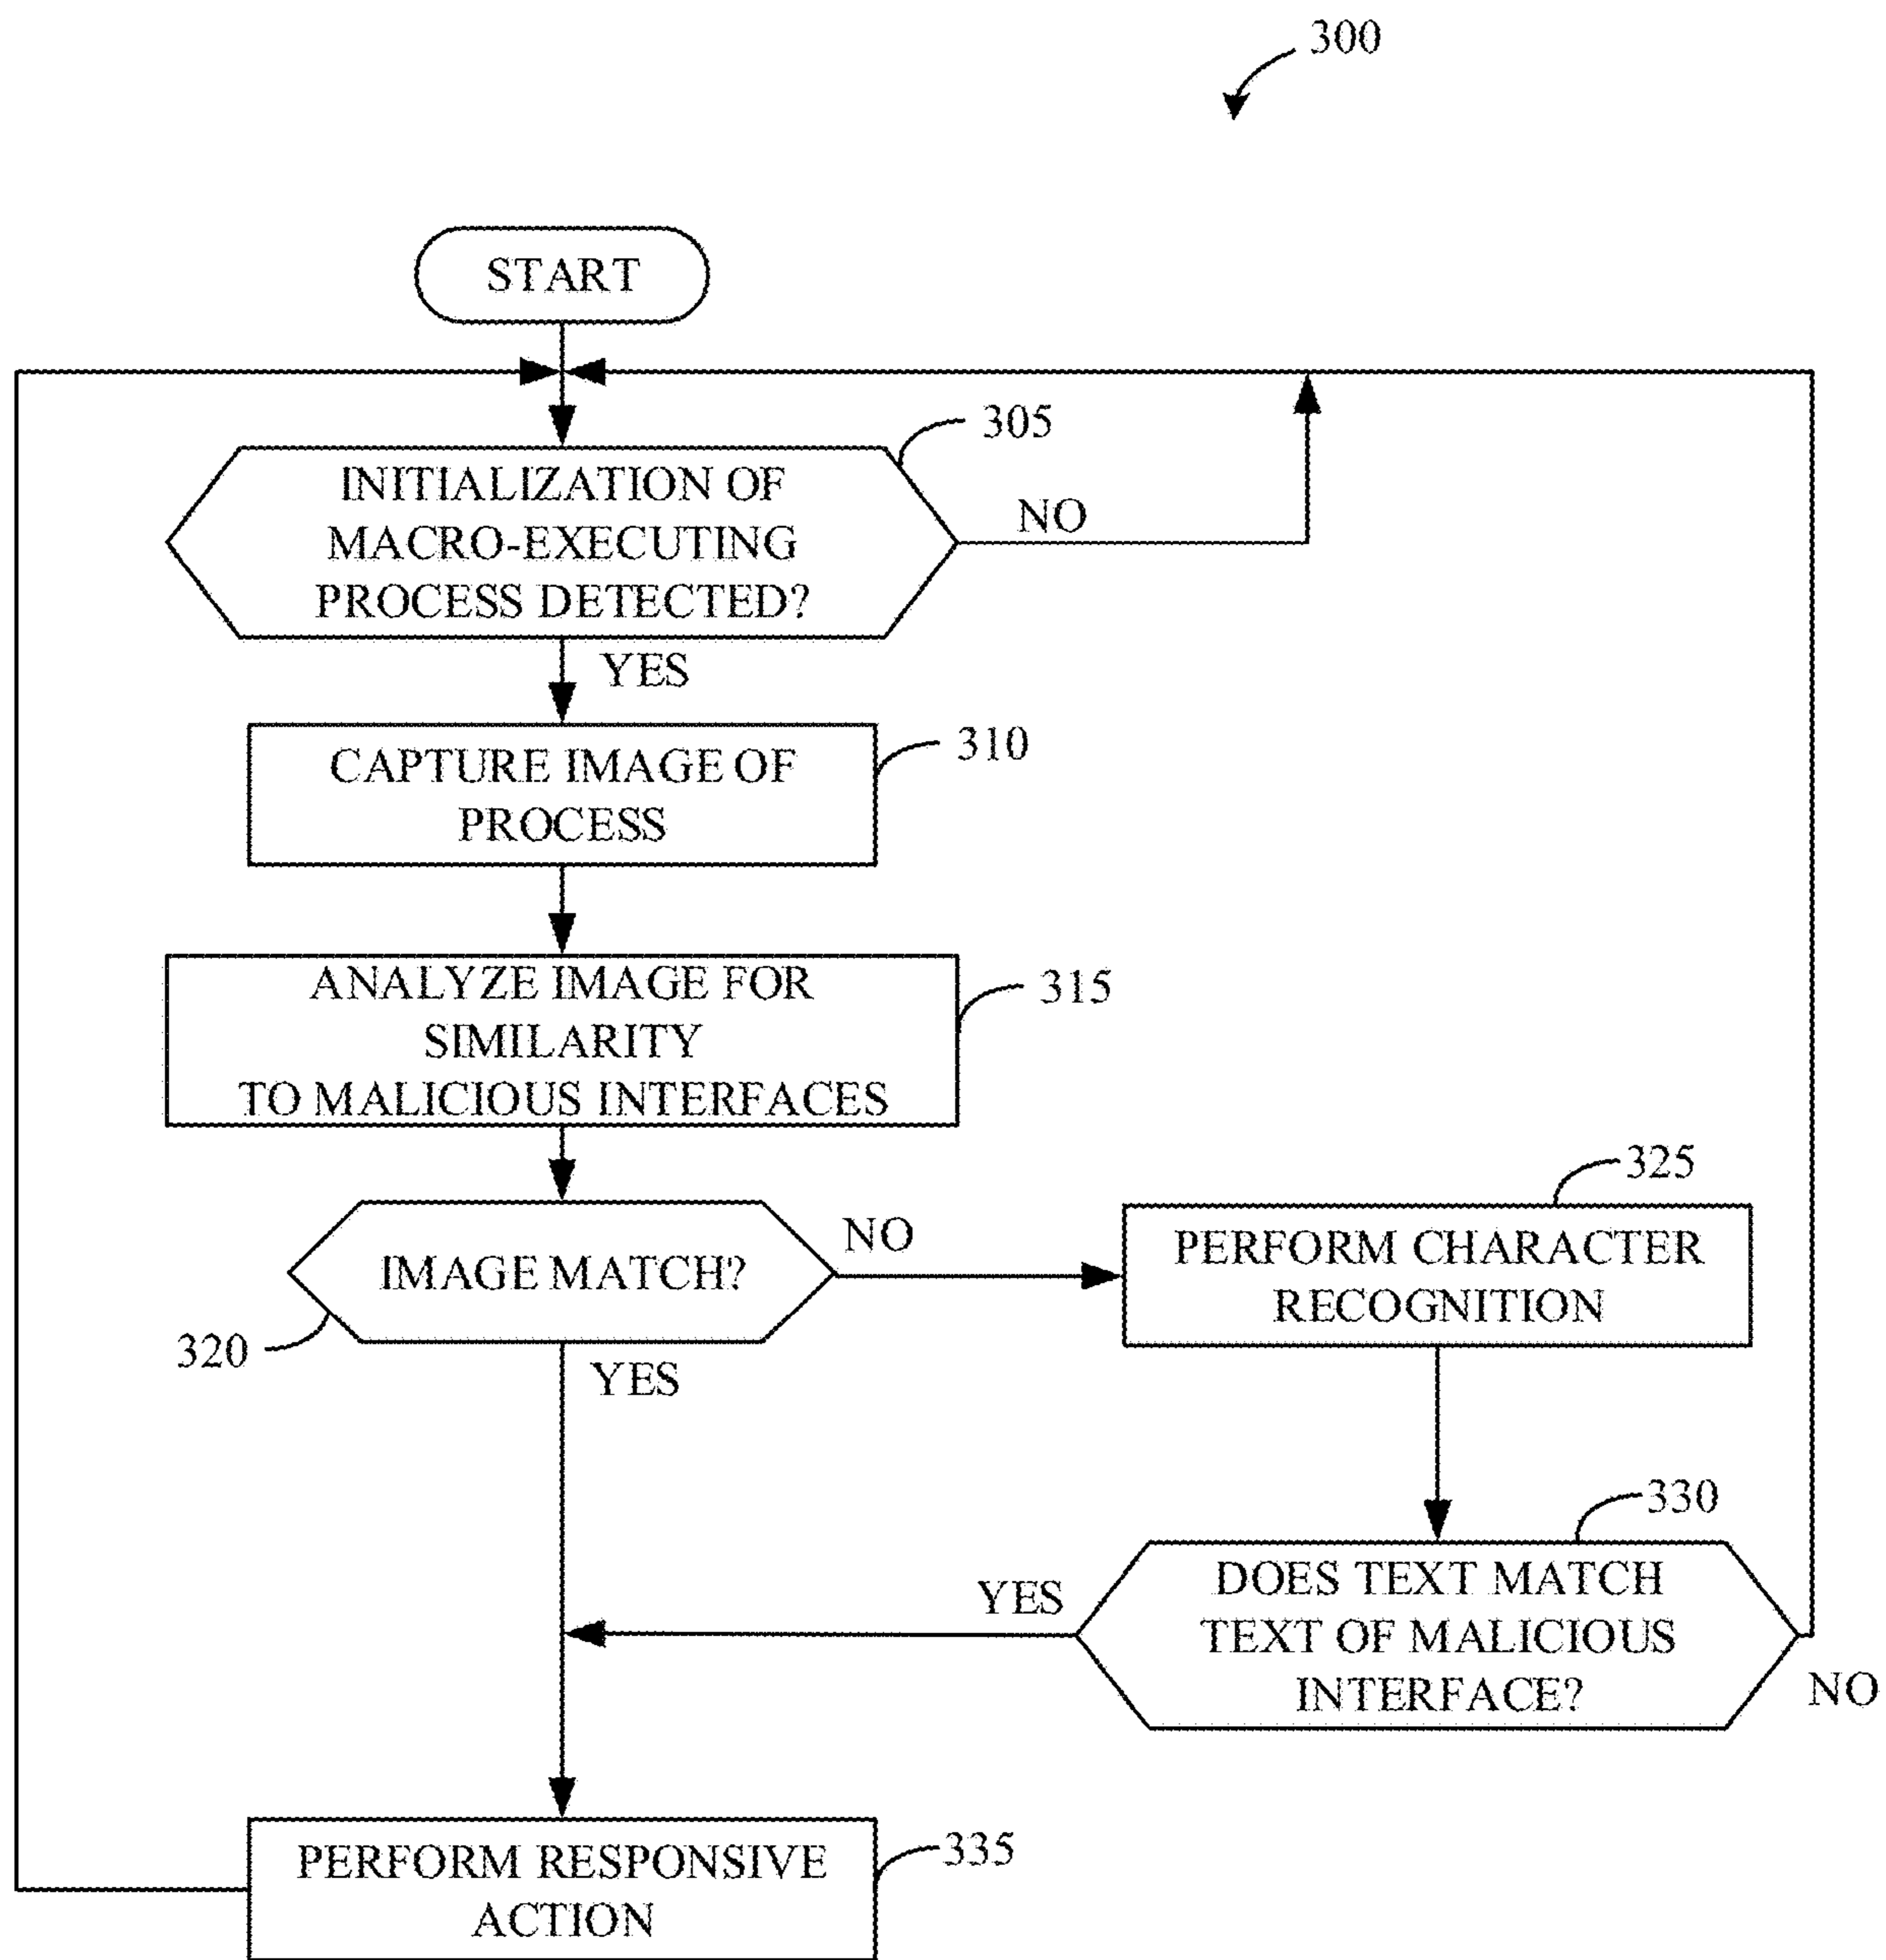 300
START
305
INITIALIZATION OF
MACRO-EXECUTING
PROCESS DETECTED?
NO
YES
310
CAPTURE IMAGE OF
PROCESS
315
ANALYZE IMAGE FOR
SIMILARITY
TO MALICIOUS INTERFACES
320
IMAGE MATCH?
NO
YES
325
PERFORM CHARACTER
RECOGNITION
330
DOES TEXT MATCH
TEXT OF MALICIOUS
INTERFACE?
YES
NO
335
PERFORM RESPONSIVE
ACTION